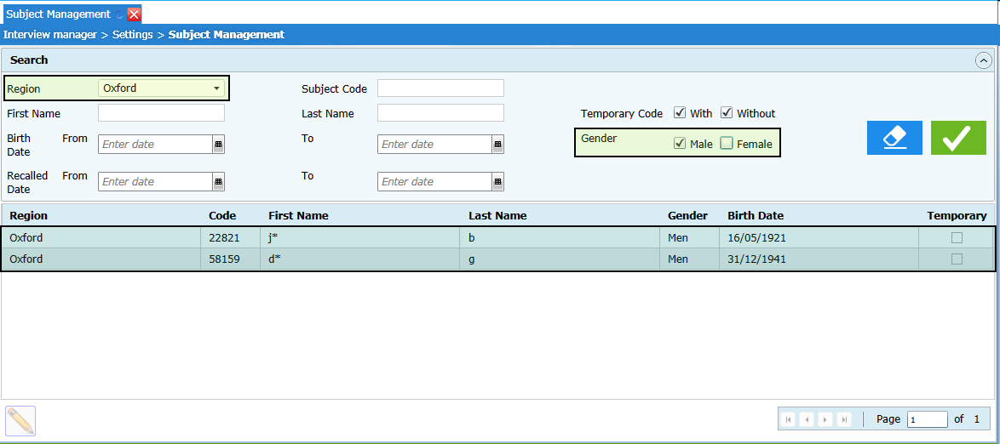 Subject Management
Interview manager > Settings > Subject Management
Search
Region Oxford Subject Code
First Name Last Name Temporary Code With Without
Birth Date From Enter date To Enter date Gender Male Female
Recalled Date From Enter date To Enter date
Region Code First Name Last Name Gender Birth Date Temporary
Oxford 22821 j* b Men 16/05/1921
Oxford 58159 d* g Men 31/12/1941
Page 1 of 1